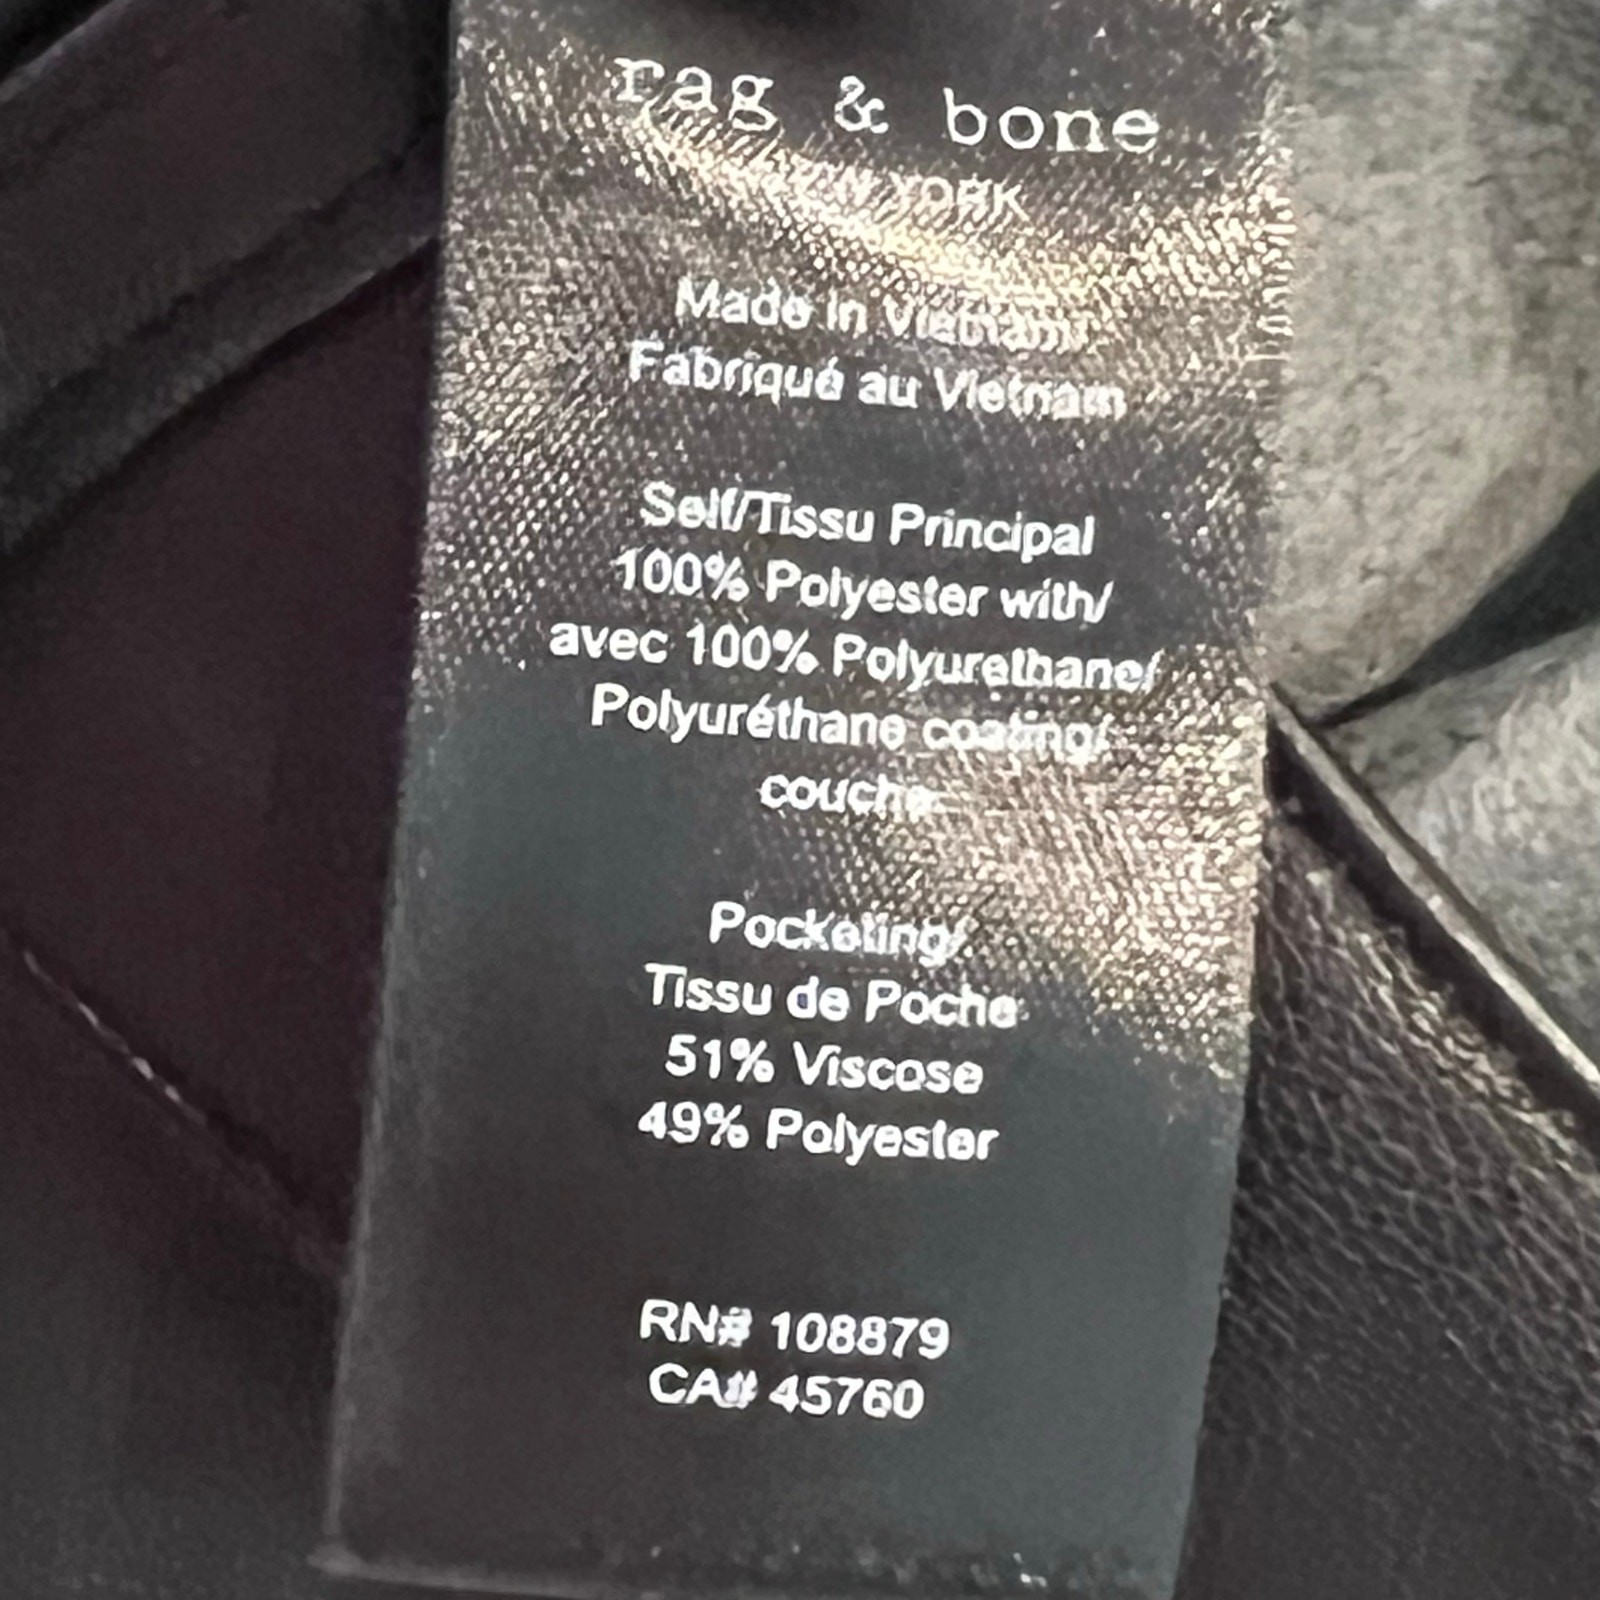 rag & bone
NEW YORK
Made in Vietnam/
Fabriqué au Vietnam
Self/Tissu Principal
100% Polyester with/
avec 100% Polyurethane/
Polyuréthane coating/
couche
Pocketing/
Tissu de Poche
51% Viscose
49% Polyester
RN# 108879
CA# 45760